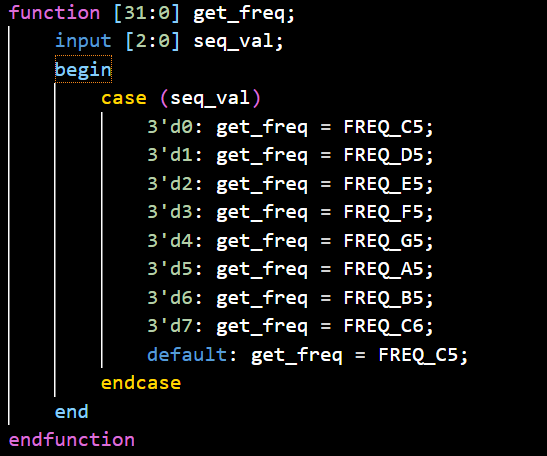 function [31:0] get_freq;
    input [2:0] seq_val;
    begin
        case (seq_val)
            3'd0: get_freq = FREQ_C5;
            3'd1: get_freq = FREQ_D5;
            3'd2: get_freq = FREQ_E5;
            3'd3: get_freq = FREQ_F5;
            3'd4: get_freq = FREQ_G5;
            3'd5: get_freq = FREQ_A5;
            3'd6: get_freq = FREQ_B5;
            3'd7: get_freq = FREQ_C6;
            default: get_freq = FREQ_C5;
        endcase
    end
endfunction